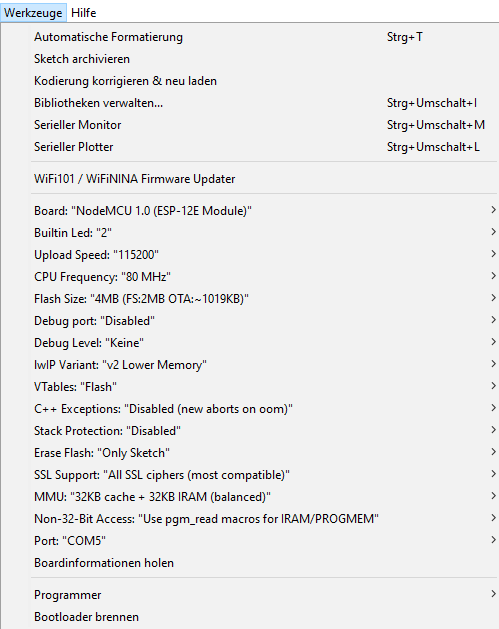 Werkzeuge Hilfe
Automatische Formatierung Strg+T
Sketch archivieren
Kodierung korrigieren & neu laden
Bibliotheken verwalten... Strg+Umschalt+I
Serieller Monitor Strg+Umschalt+M
Serieller Plotter Strg+Umschalt+L
WiFi101 / WiFiNINA Firmware Updater
Board: "NodeMCU 1.0 (ESP-12E Module)"
Builtin Led: "2"
Upload Speed: "115200"
CPU Frequency: "80 MHz"
Flash Size: "4MB (FS:2MB OTA:~1019KB)"
Debug port: "Disabled"
Debug Level: "Keine"
lwIP Variant: "v2 Lower Memory"
VTables: "Flash"
C++ Exceptions: "Disabled (new aborts on oom)"
Stack Protection: "Disabled"
Erase Flash: "Only Sketch"
SSL Support: "All SSL ciphers (most compatible)"
MMU: "32KB cache + 32KB IRAM (balanced)"
Non-32-Bit Access: "Use pgm_read macros for IRAM/PROGMEM"
Port: "COM5"
Boardinformationen holen
Programmer
Bootloader brennen